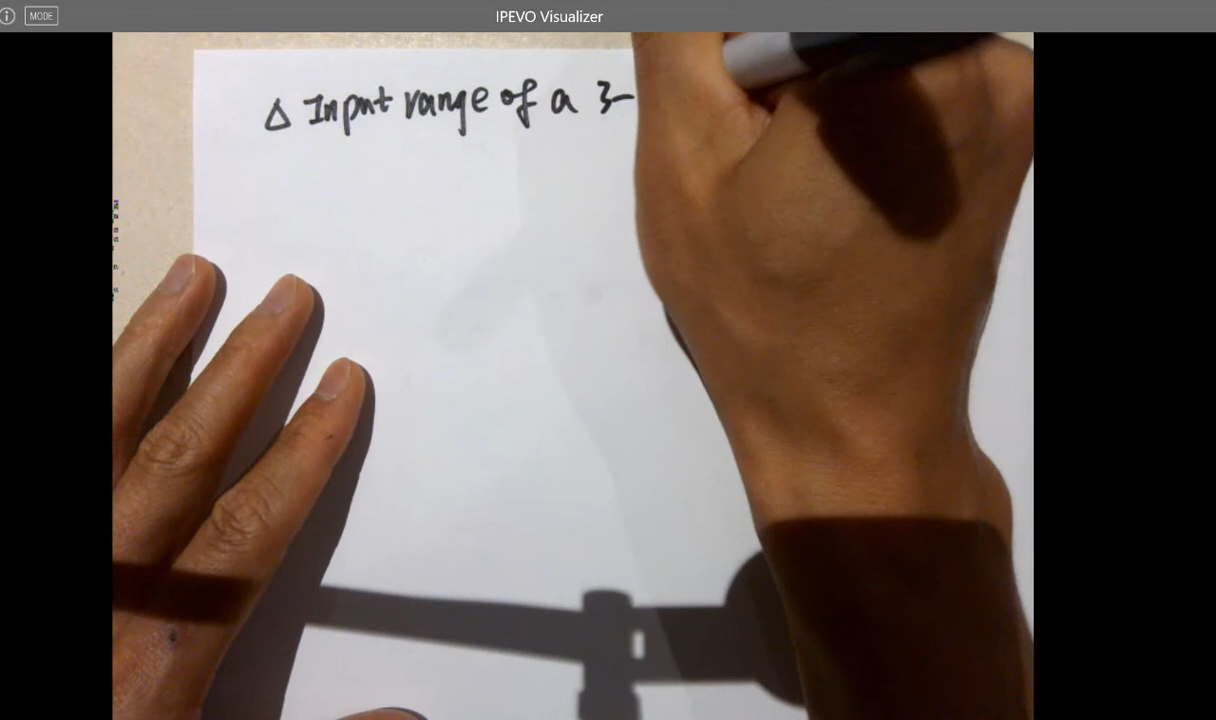 MODE
IPEVO Visualizer
Δ Input range of a 3-